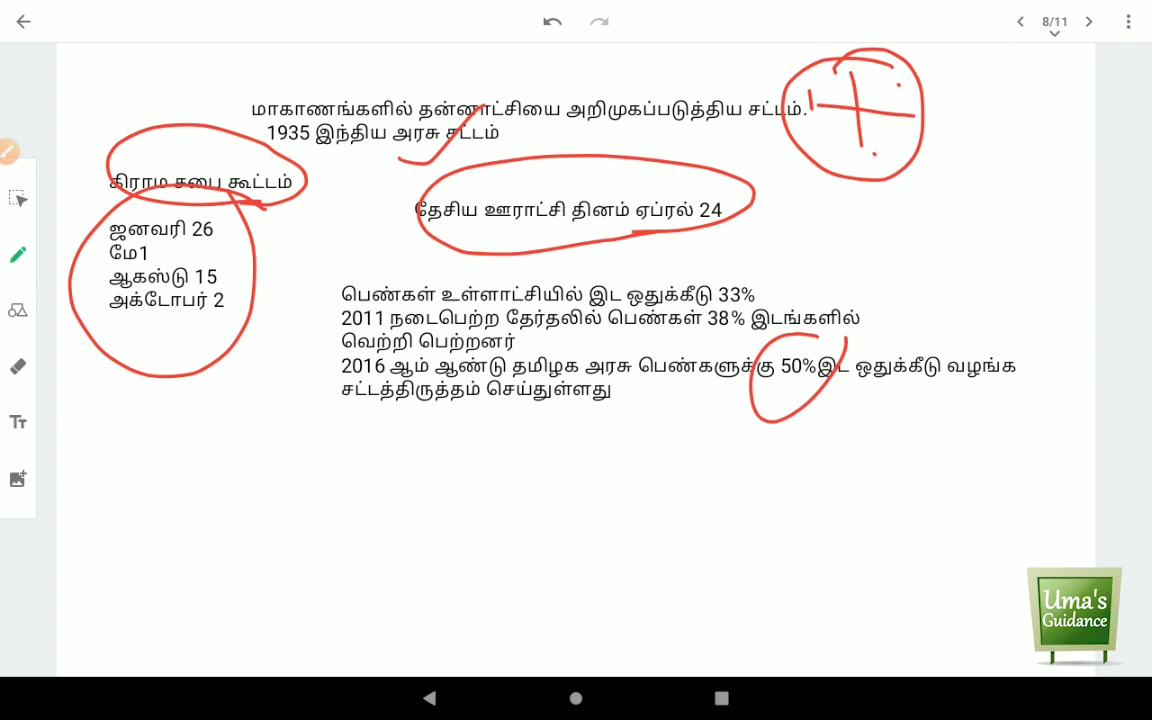 8/11
மாகாணங்களில் தன்னாட்சியை அறிமுகப்படுத்திய சட்டம்.
1935 இந்திய அரசு சட்டம்
கிராம சபை கூட்டம்
ஜனவரி 26
மே1
ஆகஸ்டு 15
அக்டோபர் 2
தேசிய ஊராட்சி தினம் ஏப்ரல் 24
பெண்கள் உள்ளாட்சியில் இட ஒதுக்கீடு 33%
2011 நடைபெற்ற தேர்தலில் பெண்கள் 38% இடங்களில்
வெற்றி பெற்றனர்
2016 ஆம் ஆண்டு தமிழக அரசு பெண்களுக்கு 50%இட ஒதுக்கீடு வழங்க
சட்டத்திருத்தம் செய்துள்ளது
Tт
Uma's
Guidance